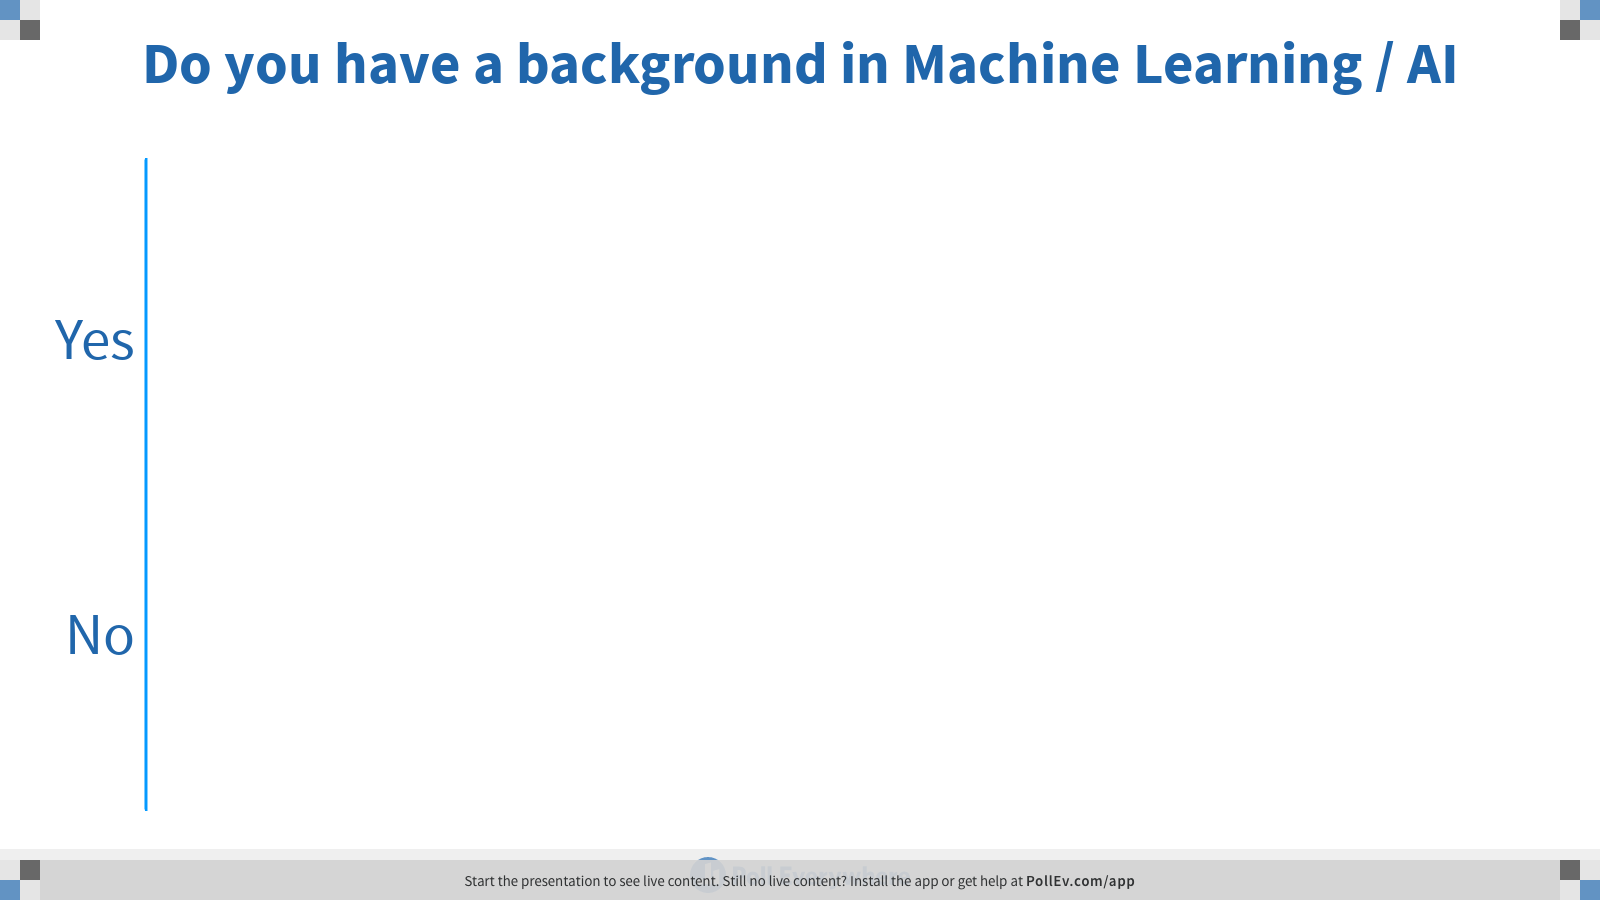 Do you have a background in Machine Learning / AI
Yes
No
Start the presentation to see live content. Still no live content? Install the app or get help at PollEv.com/app